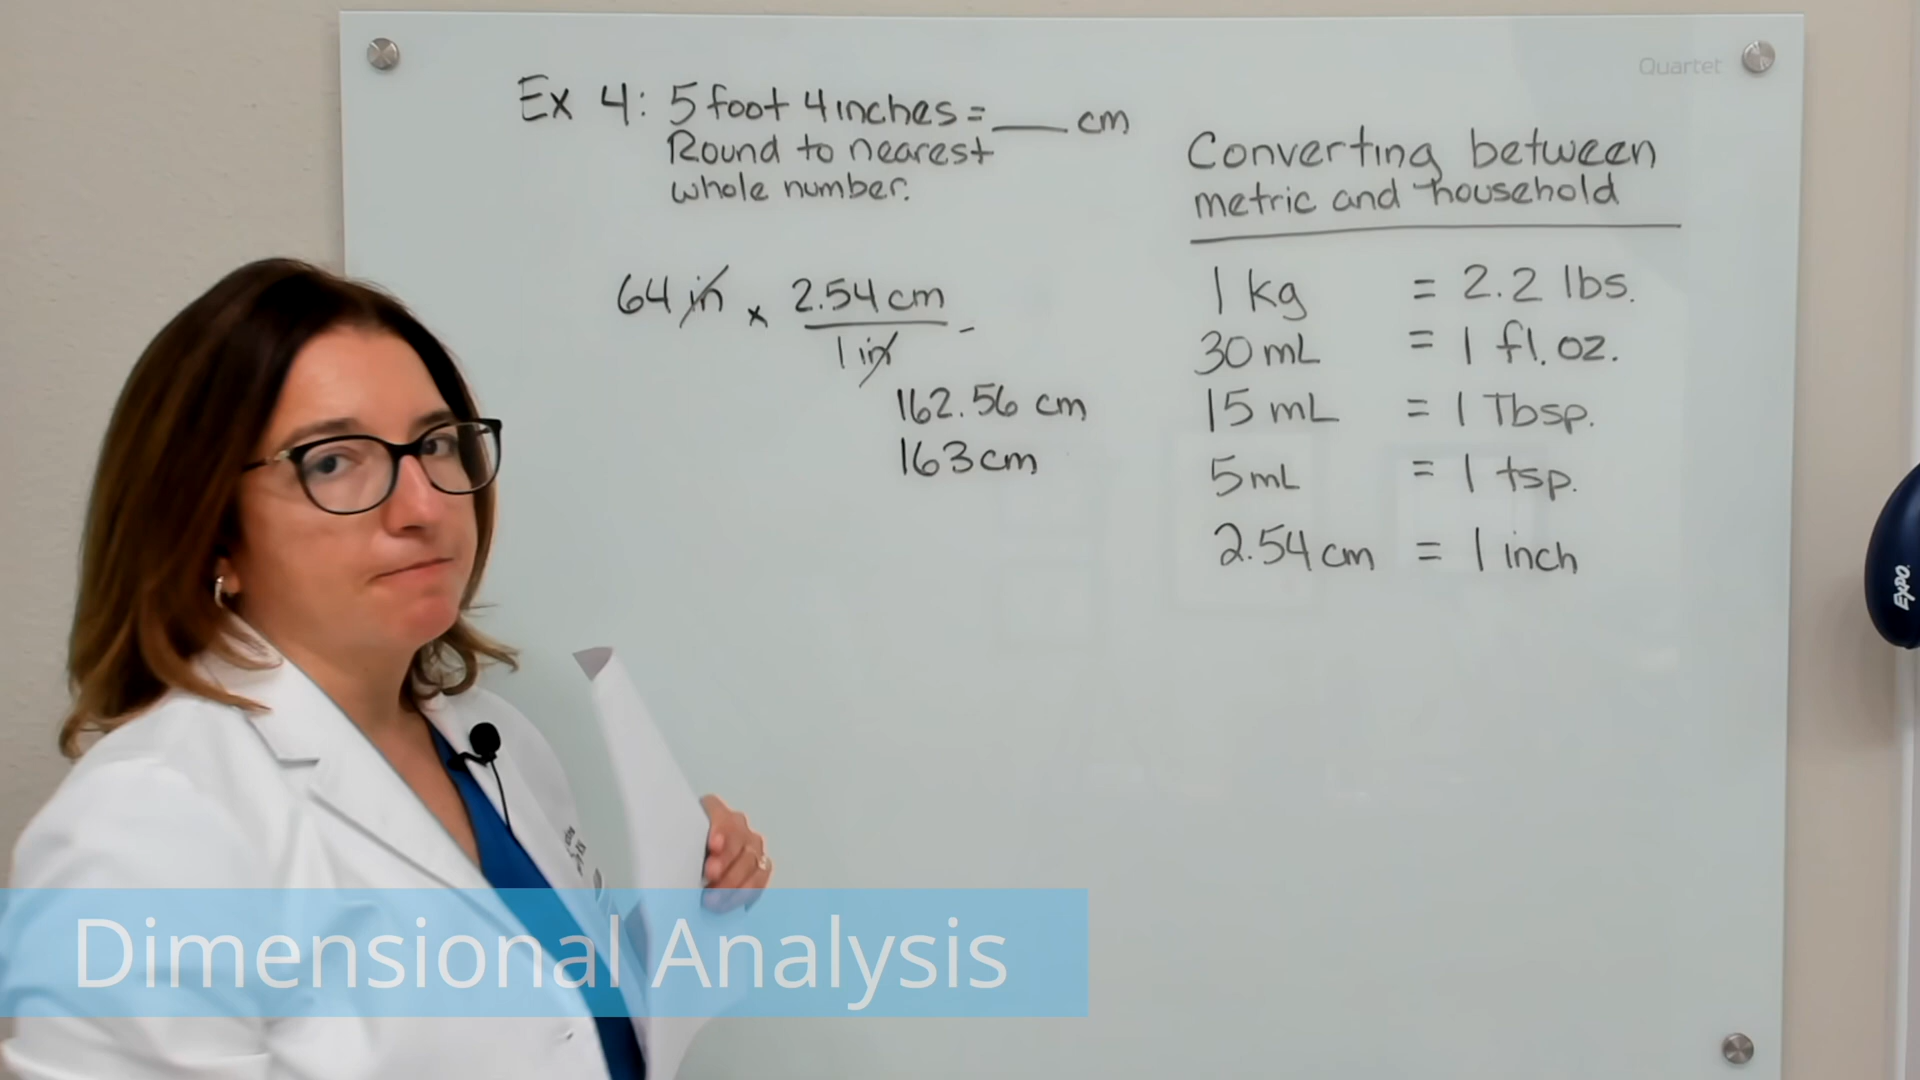 Quartet
Ex 4: 5 foot 4 inches = ___ cm
Round to nearest
whole number.
64 in x 2.54 cm =
1 in
162.56 cm
163 cm
Converting between
metric and household
1 kg = 2.2 lbs.
30 mL = 1 fl. oz.
15 mL = 1 Tbsp.
5 mL = 1 tsp.
2.54 cm = 1 inch
EXPO
Dimensional Analysis